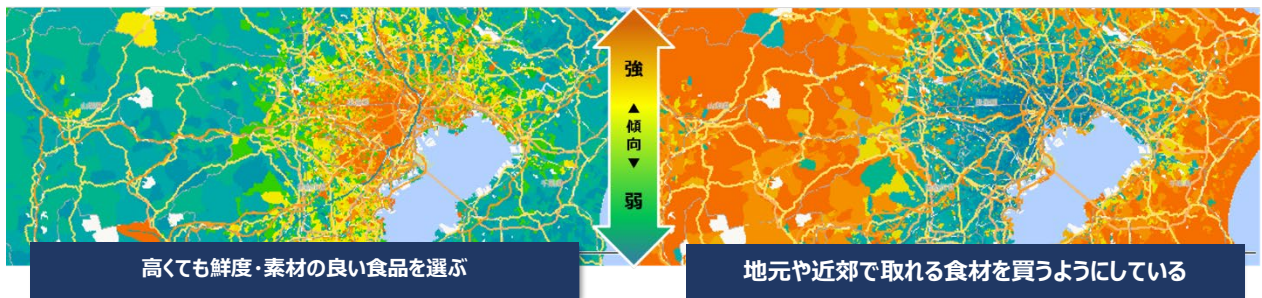 強
▲
傾
向
▼
弱
高くても鮮度・素材の良い食品を選ぶ
地元や近郊で取れる食材を買うようにしている